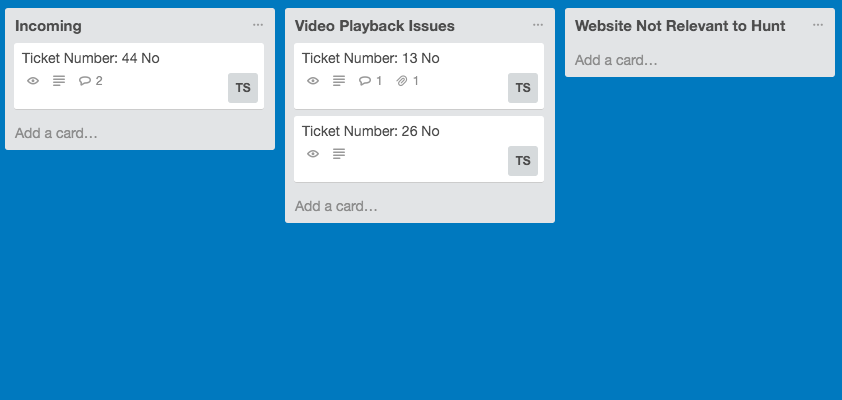 Incoming
Ticket Number: 44 No
2
TS
Add a card…
Video Playback Issues
Ticket Number: 13 No
1 1
TS
Ticket Number: 26 No
TS
Add a card…
Website Not Relevant to Hunt
Add a card…